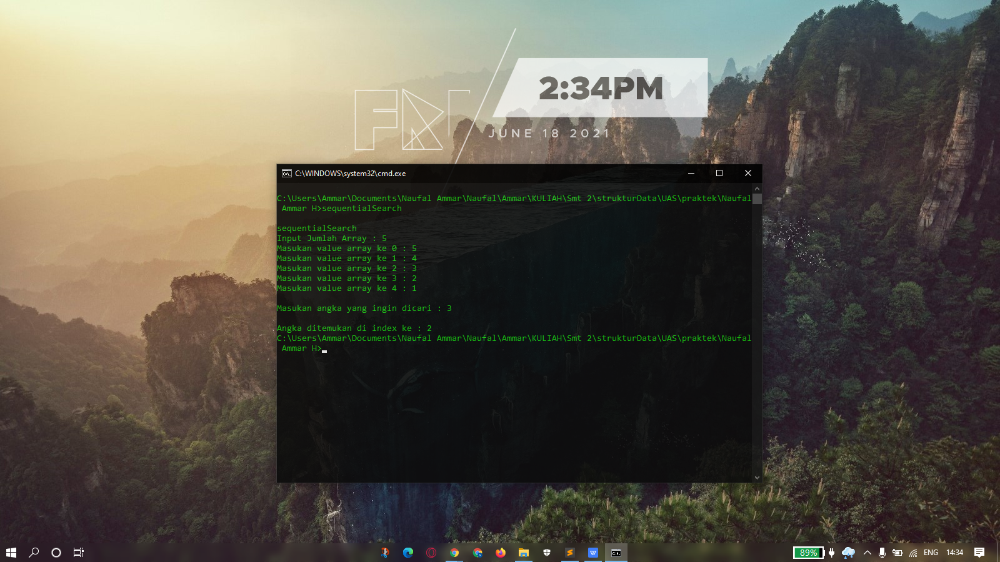 FN
2:34PM
JUNE 18 2021
C:\WINDOWS\system32\cmd.exe
C:\Users\Ammar\Documents\Naufal Ammar\Naufal\Ammar\KULIAH\Smt 2\strukturData\UAS\praktek\Naufal
Ammar H>sequentialSearch
sequentialSearch
Input Jumlah Array : 5
Masukan value array ke 0 : 5
Masukan value array ke 1 : 4
Masukan value array ke 2 : 3
Masukan value array ke 3 : 2
Masukan value array ke 4 : 1
Masukan angka yang ingin dicari : 3
Angka ditemukan di index ke : 2
C:\Users\Ammar\Documents\Naufal Ammar\Naufal\Ammar\KULIAH\Smt 2\strukturData\UAS\praktek\Naufal
Ammar H>
89% ENG 14:34